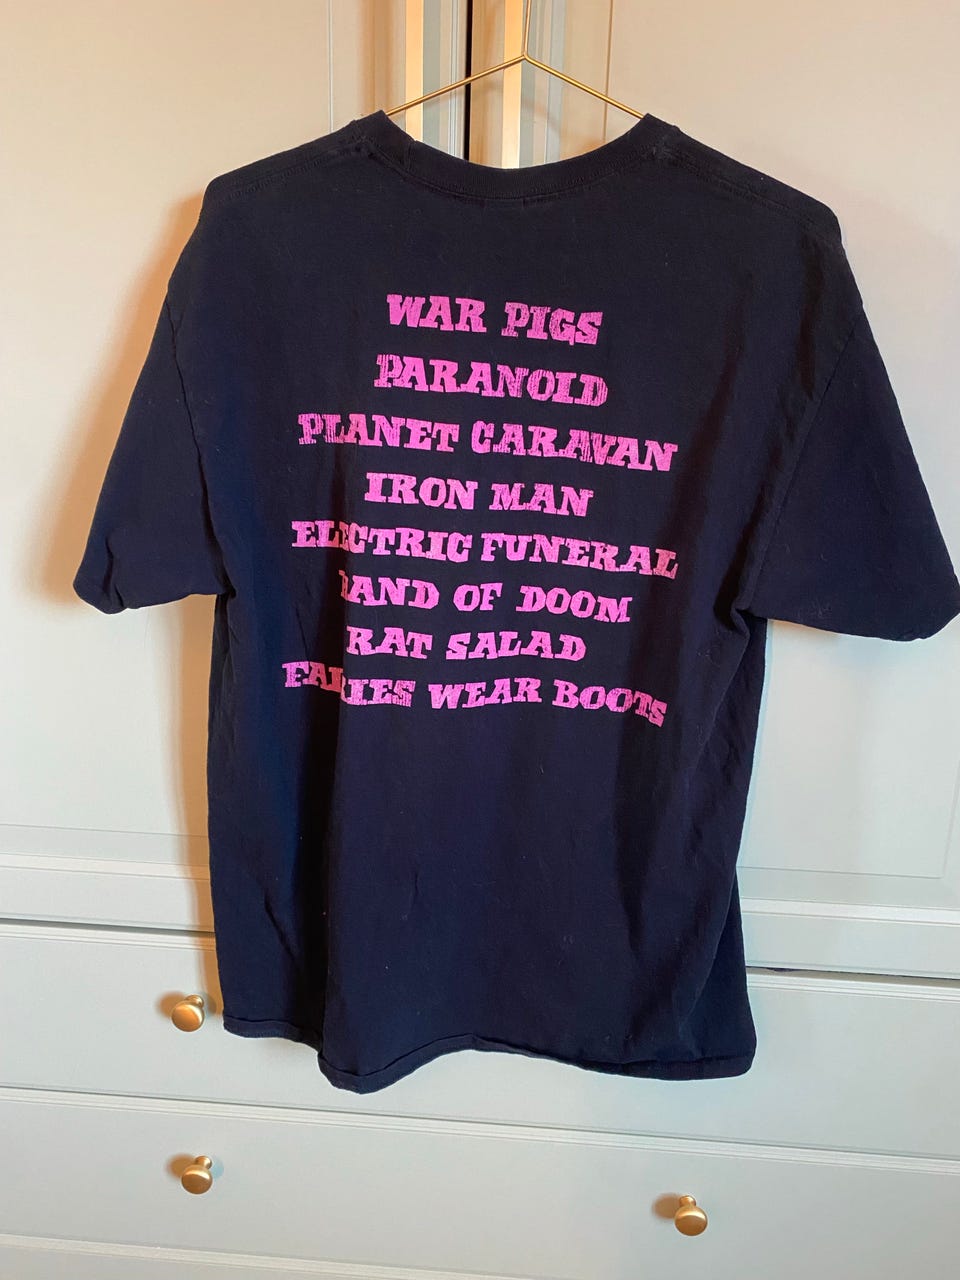 WAR PIGS
PARANOID
PLANET CARAVAN
IRON MAN
ELECTRIC FUNERAL
HAND OF DOOM
RAT SALAD
FAIRIES WEAR BOOTS